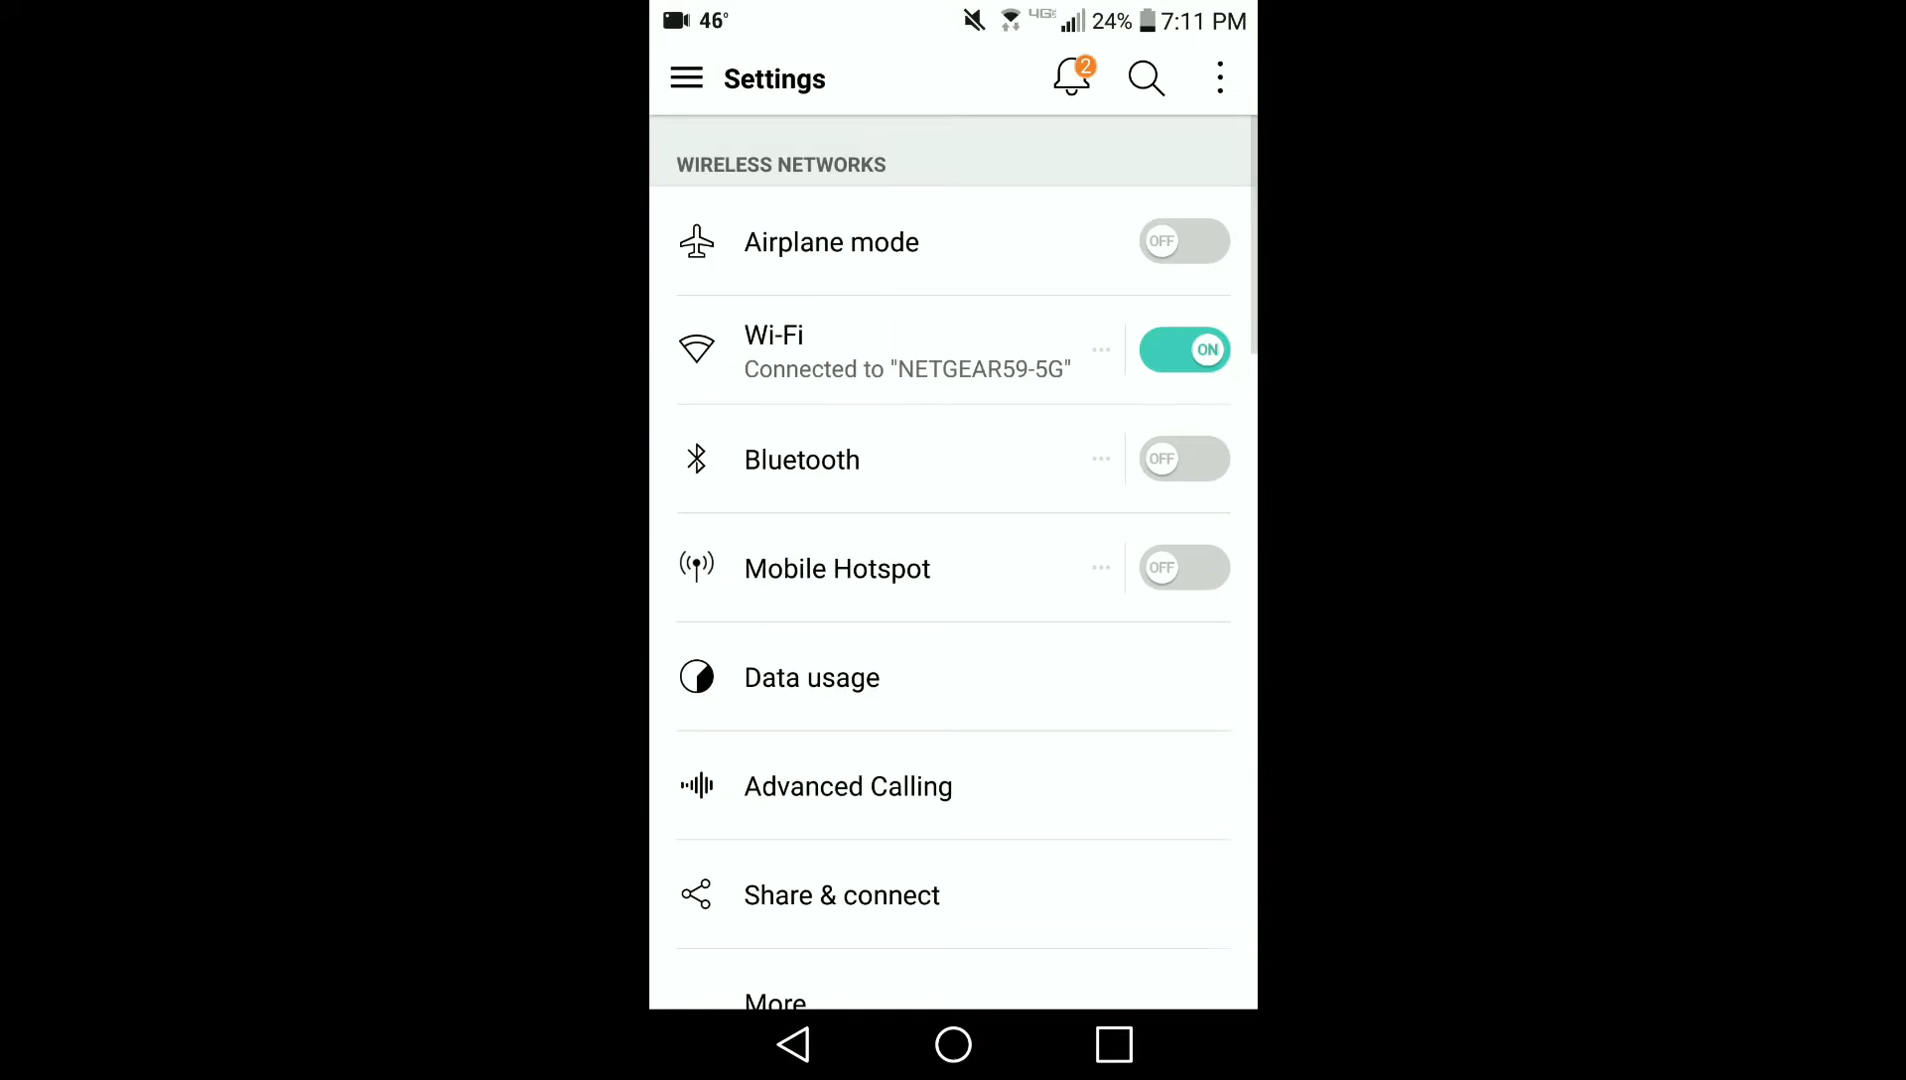 46° 4G 24% 7:11 PM
Settings 2
WIRELESS NETWORKS
Airplane mode OFF
Wi-Fi ON
Connected to "NETGEAR59-5G"
Bluetooth OFF
Mobile Hotspot OFF
Data usage
Advanced Calling
Share & connect
More